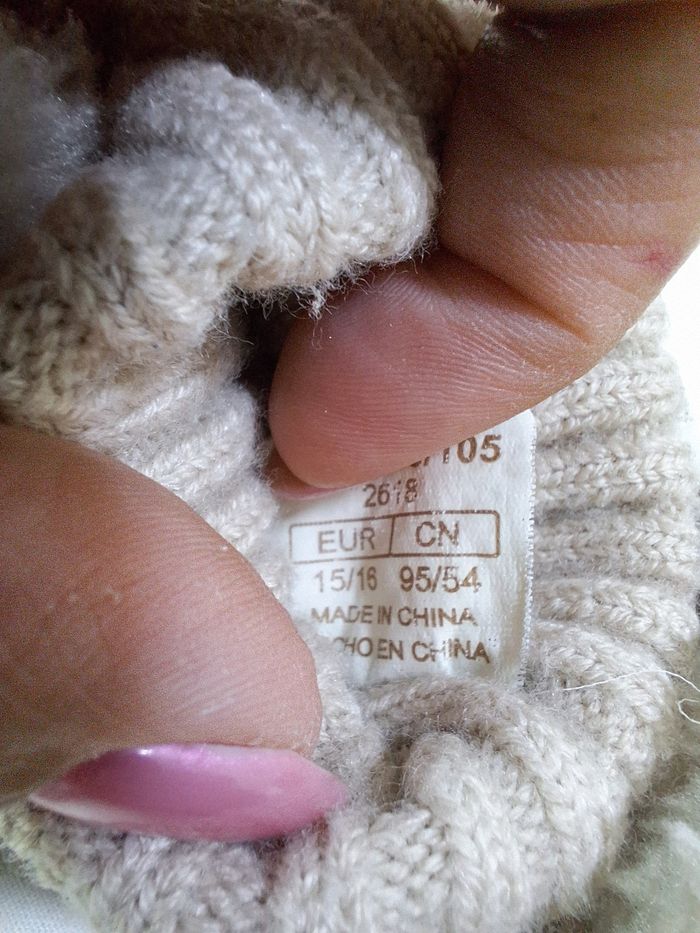 /105
2618
EUR CN
15/16 95/54
MADE IN CHINA
CHO EN CHINA